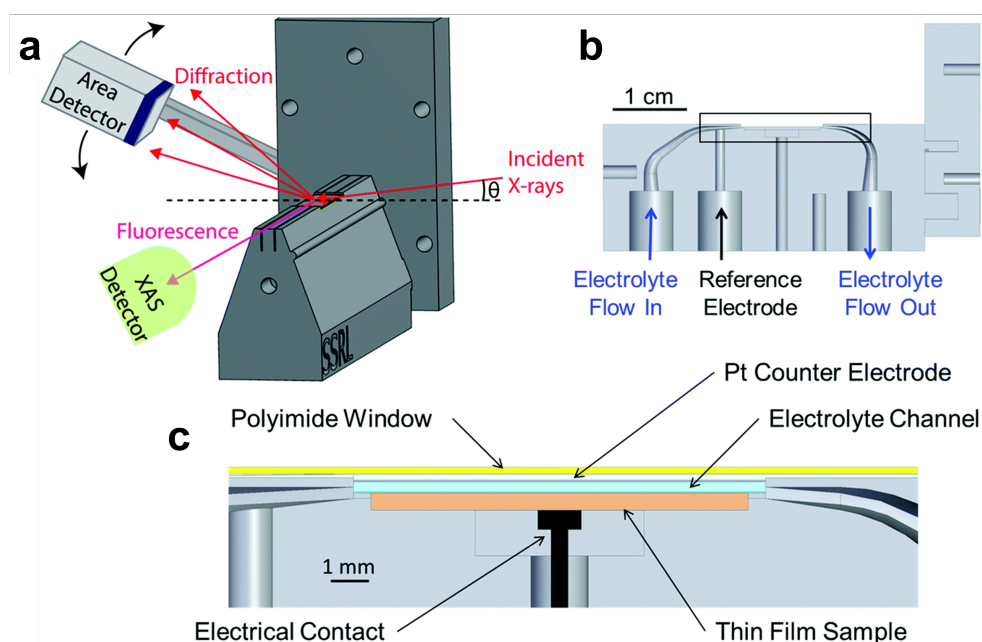 a
Diffraction
Area
Detector
Incident
X-rays
θ
Fluorescence
XAS
Detector
SSRL
b
1 cm
Electrolyte
Flow In
Reference
Electrode
Electrolyte
Flow Out
c
Pt Counter Electrode
Polyimide Window
Electrolyte Channel
1 mm
Electrical Contact
Thin Film Sample